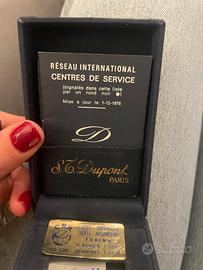 RÉSEAU INTERNATIONAL
CENTRES DE SERVICE
(signalés dans cette liste
par un rond noir ●)
Mise à jour le 1-12-1976
D
S.T. Dupont
PARIS
TORINO
Subito